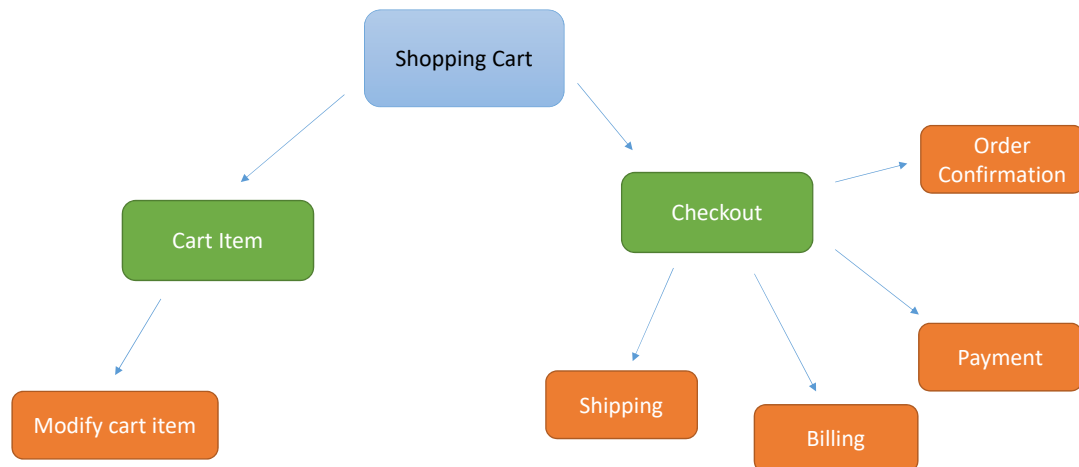 Shopping Cart
Order
Confirmation
Checkout
Cart Item
Payment
Shipping
Modify cart item
Billing